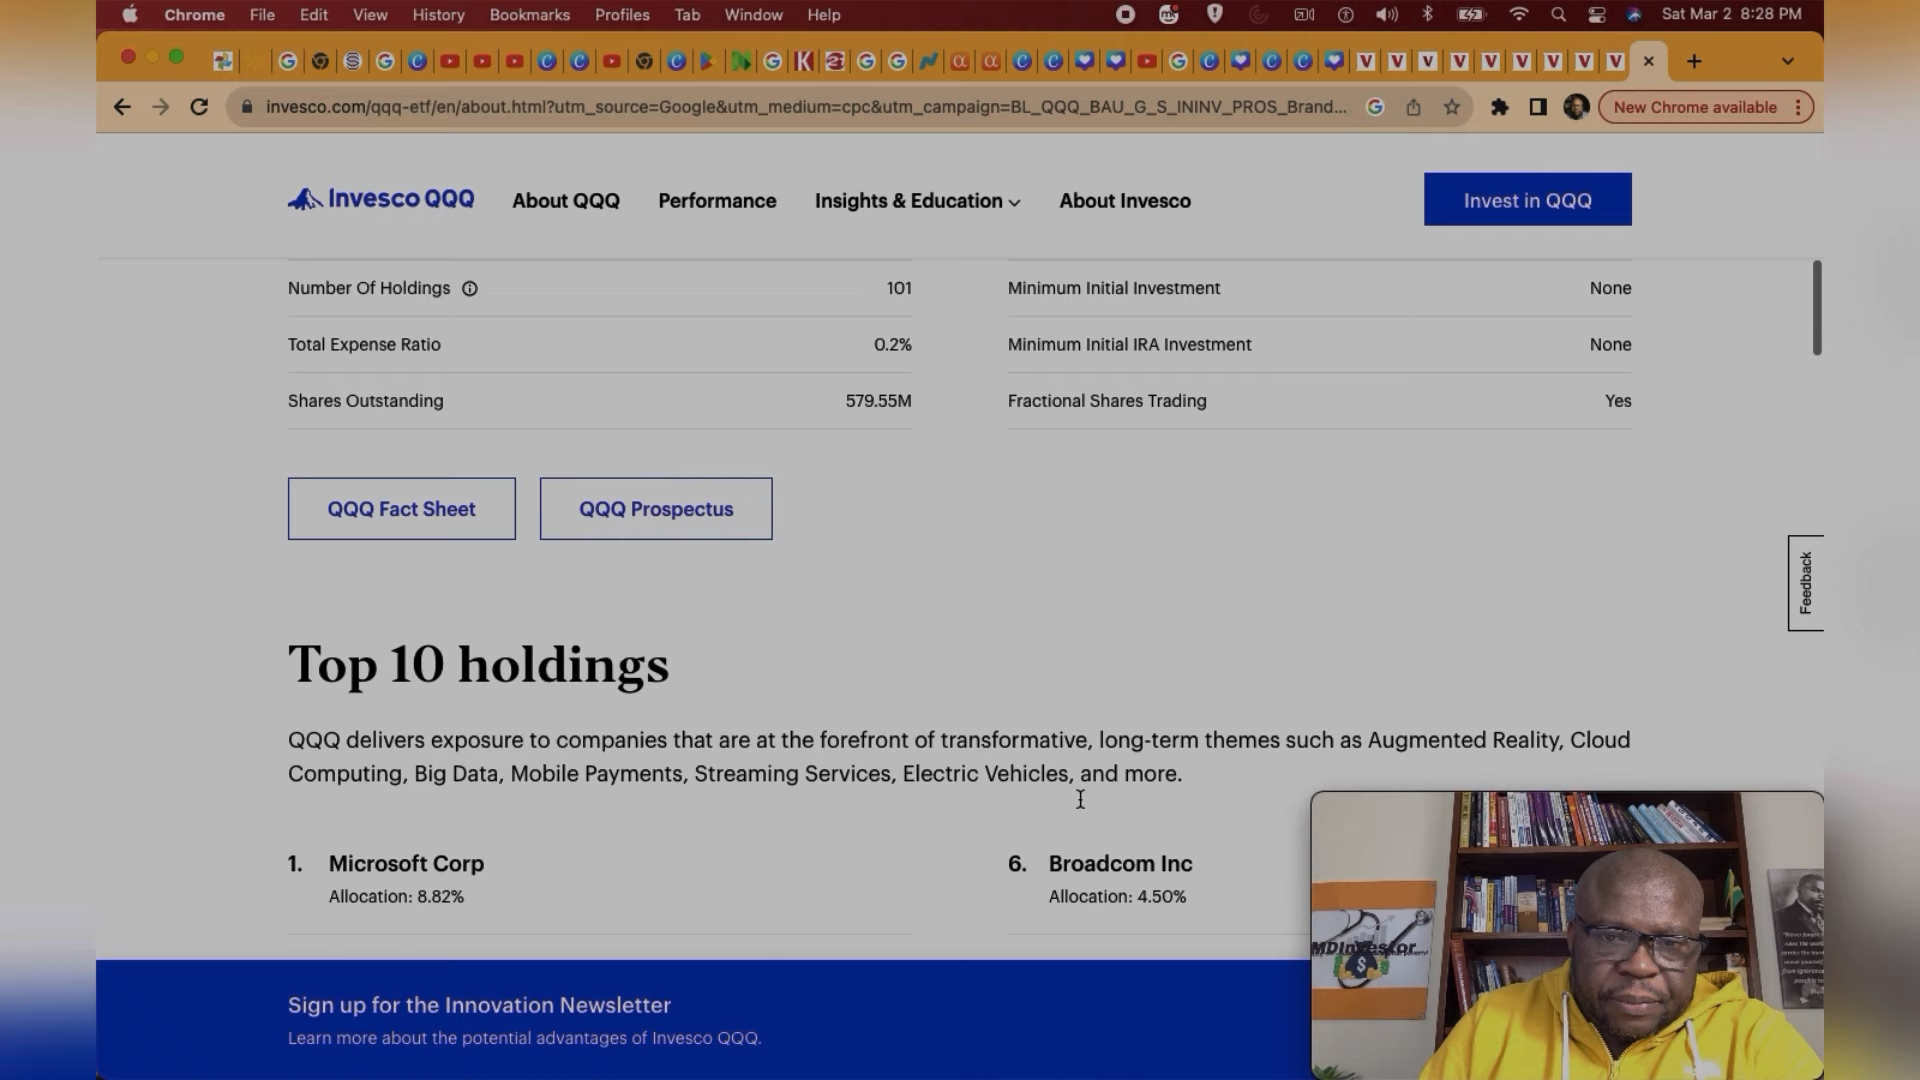 Chrome File Edit View History Bookmarks Profiles Tab Window Help Sat Mar 2 8:28 PM
invesco.com/qqq-etf/en/about.html?utm_source=Google&utm_medium=cpc&utm_campaign=BL_QQQ_BAU_G_S_ININV_PROS_Brand... New Chrome available
Invesco QQQ About QQQ Performance Insights & Education About Invesco Invest in QQQ
Number Of Holdings 101 Minimum Initial Investment None
Total Expense Ratio 0.2% Minimum Initial IRA Investment None
Shares Outstanding 579.55M Fractional Shares Trading Yes
QQQ Fact Sheet QQQ Prospectus
Feedback
Top 10 holdings
QQQ delivers exposure to companies that are at the forefront of transformative, long-term themes such as Augmented Reality, Cloud
Computing, Big Data, Mobile Payments, Streaming Services, Electric Vehicles, and more.
1. Microsoft Corp 6. Broadcom Inc
Allocation: 8.82% Allocation: 4.50%
MDInvestor
Sign up for the Innovation Newsletter
Learn more about the potential advantages of Invesco QQQ.